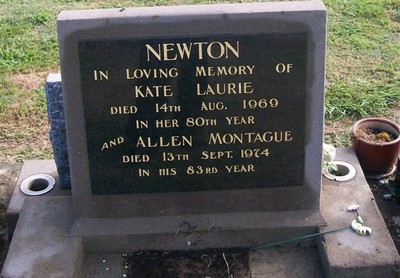 NEWTON
IN LOVING MEMORY OF
KATE LAURIE
DIED 14TH AUG. 1969
IN HER 80TH YEAR
AND ALLEN MONTAGUE
DIED 13TH SEPT. 1974
IN HIS 83RD YEAR